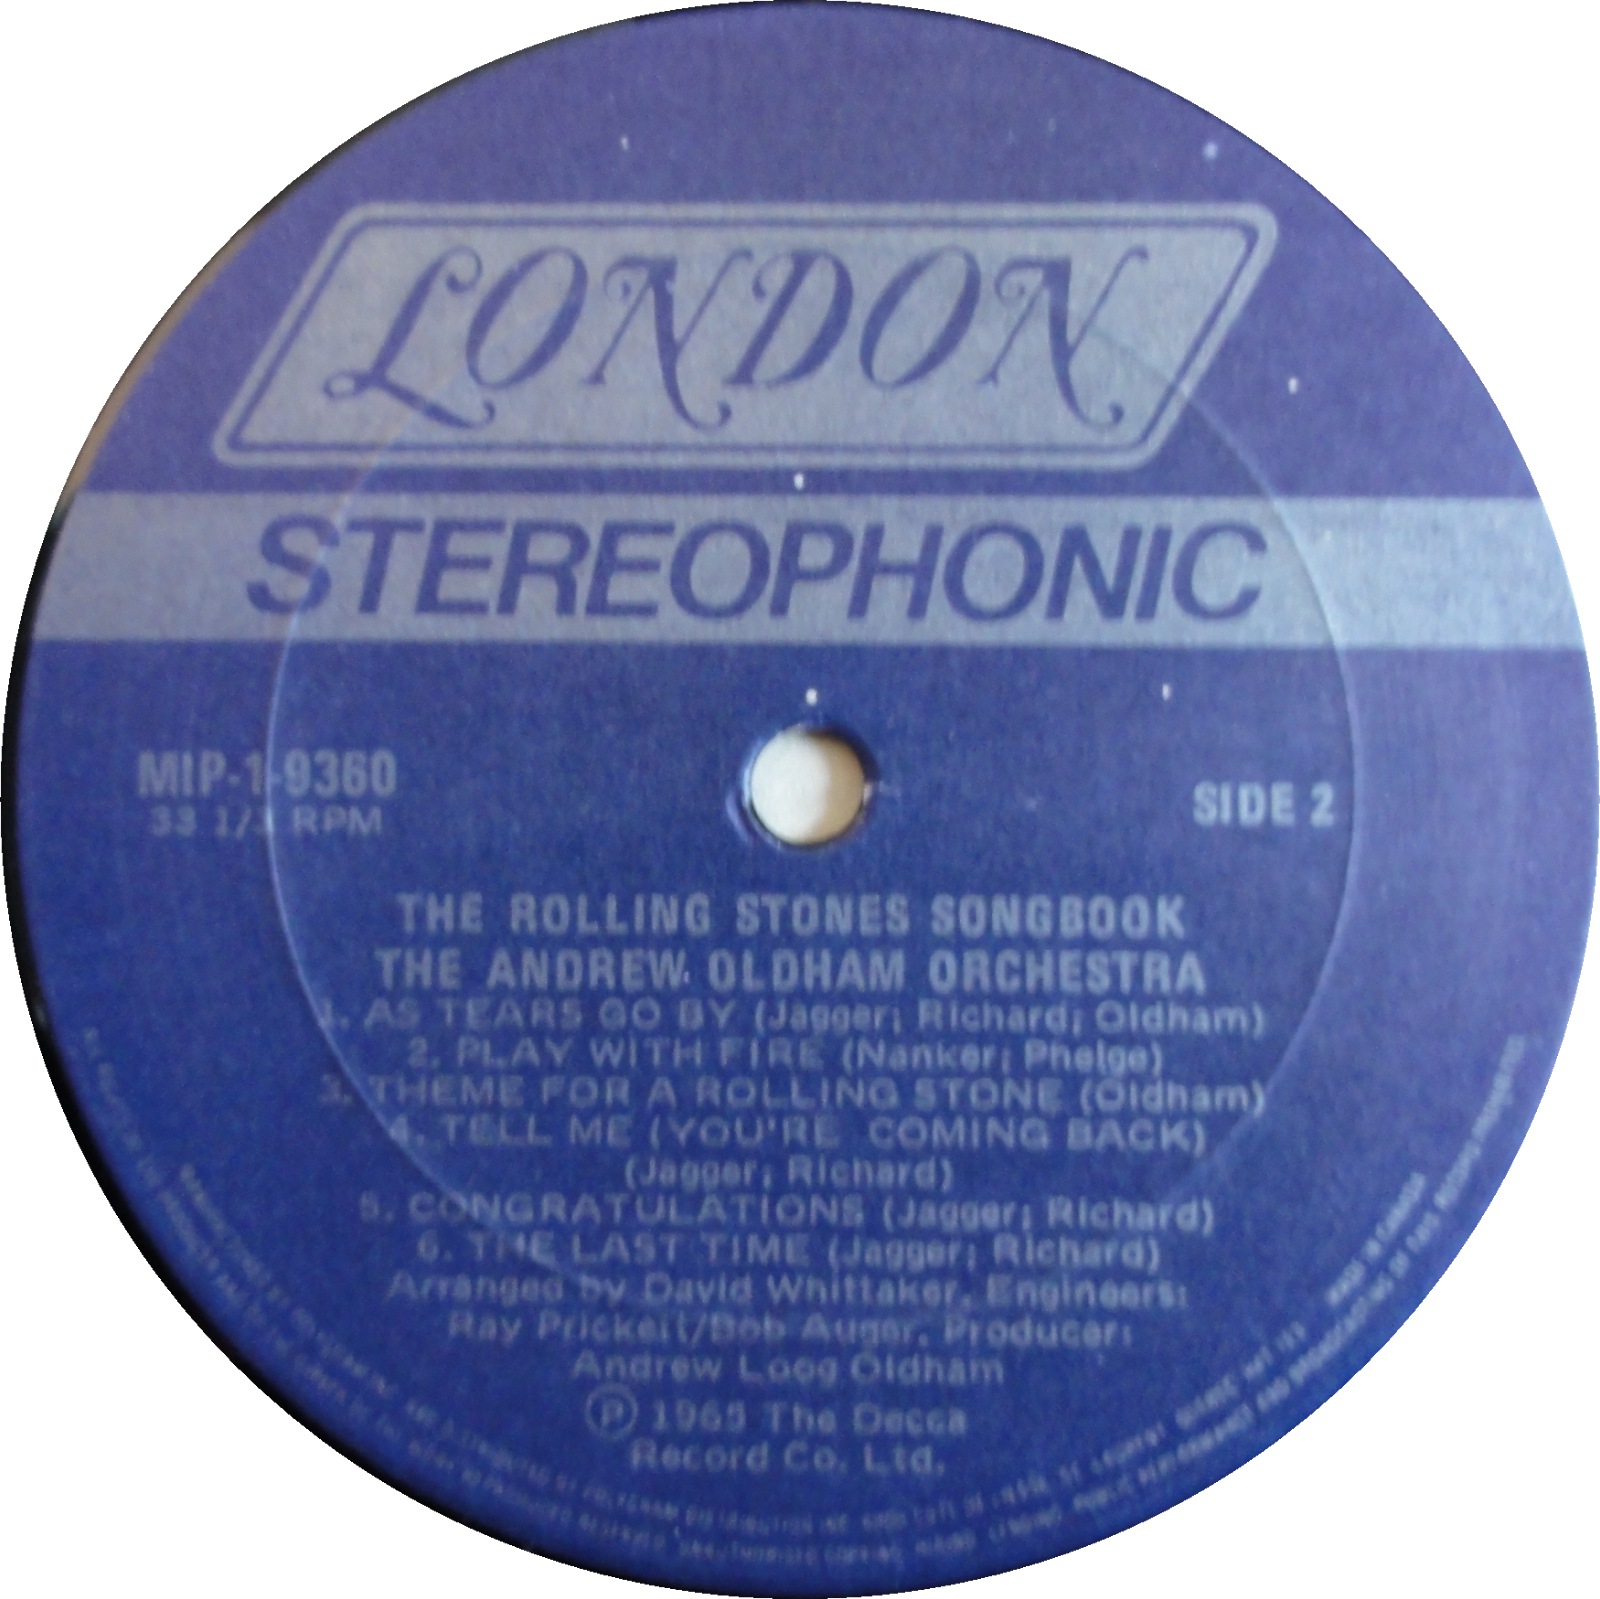 LONDON
STEREOPHONIC
MIP-1-9360
33 1/3 RPM
SIDE 2
THE ROLLING STONES SONGBOOK
THE ANDREW OLDHAM ORCHESTRA
1. AS TEARS GO BY (Jagger; Richard; Oldham)
2. PLAY WITH FIRE (Nanker; Phelge)
3. THEME FOR A ROLLING STONE (Oldham)
4. TELL ME (YOU'RE COMING BACK)
(Jagger; Richard)
5. CONGRATULATIONS (Jagger; Richard)
6. THE LAST TIME (Jagger; Richard)
Arranged by David Whittaker, Engineers:
Ray Prickett/Bob Auger, Producer:
Andrew Loog Oldham
Ⓟ 1965 The Decca
Record Co. Ltd.
MADE IN CANADA